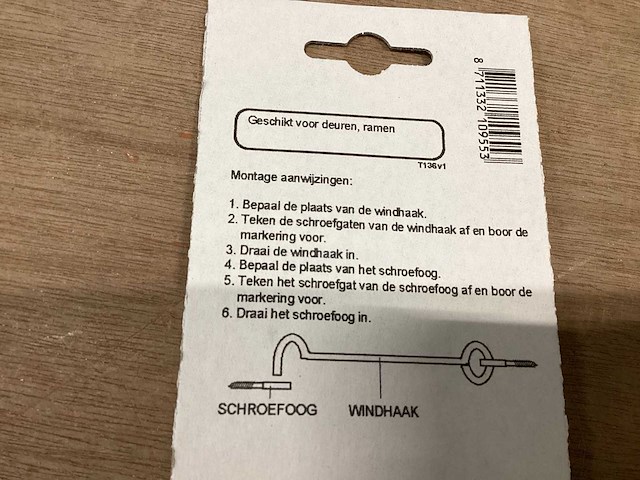 8 711332 109553
Geschikt voor deuren, ramen
T136v1
Montage aanwijzingen:
1. Bepaal de plaats van de windhaak.
2. Teken de schroefgaten van de windhaak af en boor de
markering voor.
3. Draai de windhaak in.
4. Bepaal de plaats van het schroefoog.
5. Teken het schroefgat van de schroefoog af en boor de
markering voor.
6. Draai het schroefoog in.
SCHROEFOOG WINDHAAK